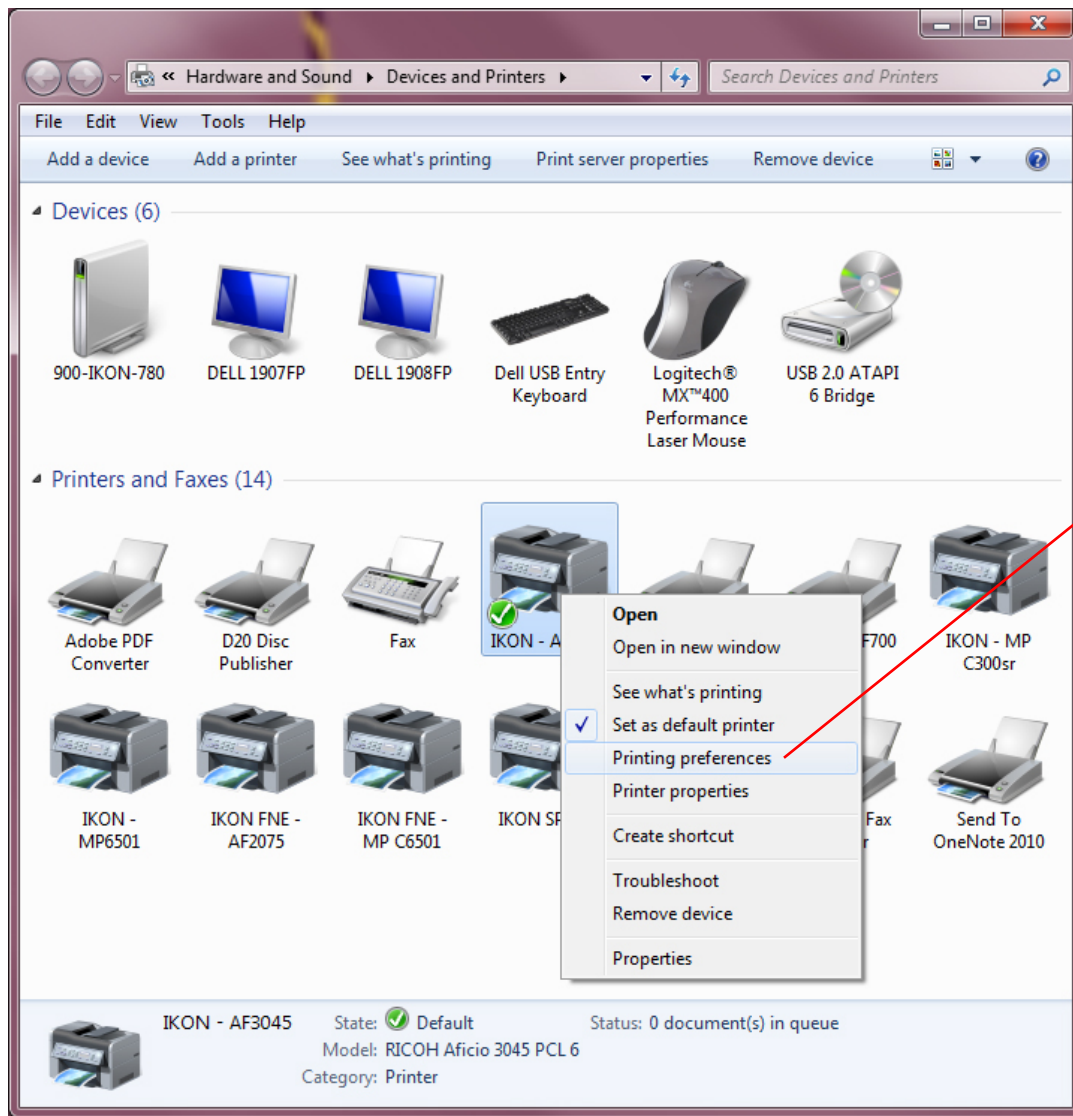 « Hardware and Sound ▸ Devices and Printers ▸
Search Devices and Printers
File Edit View Tools Help
Add a device Add a printer See what's printing Print server properties Remove device
Devices (6)
900-IKON-780
DELL 1907FP
DELL 1908FP
Dell USB Entry
Keyboard
Logitech®
MX™400
Performance
Laser Mouse
USB 2.0 ATAPI
6 Bridge
Printers and Faxes (14)
Adobe PDF
Converter
D20 Disc
Publisher
Fax
IKON - A
F700
IKON - MP
C300sr
IKON -
MP6501
IKON FNE -
AF2075
IKON FNE -
MP C6501
IKON SF
Fax
r
Send To
OneNote 2010
Open
Open in new window
See what's printing
Set as default printer
Printing preferences
Printer properties
Create shortcut
Troubleshoot
Remove device
Properties
IKON - AF3045 State: Default Status: 0 document(s) in queue
Model: RICOH Aficio 3045 PCL 6
Category: Printer